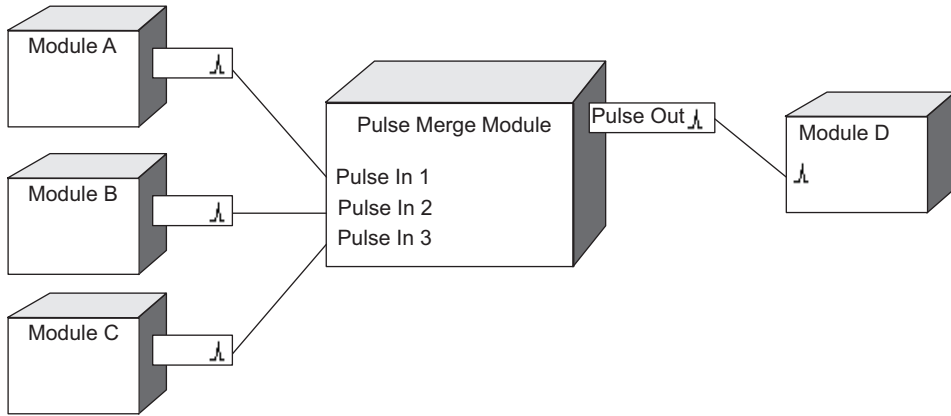 Module A
Module B
Module C
Pulse Merge Module
Pulse In 1
Pulse In 2
Pulse In 3
Pulse Out
Module D